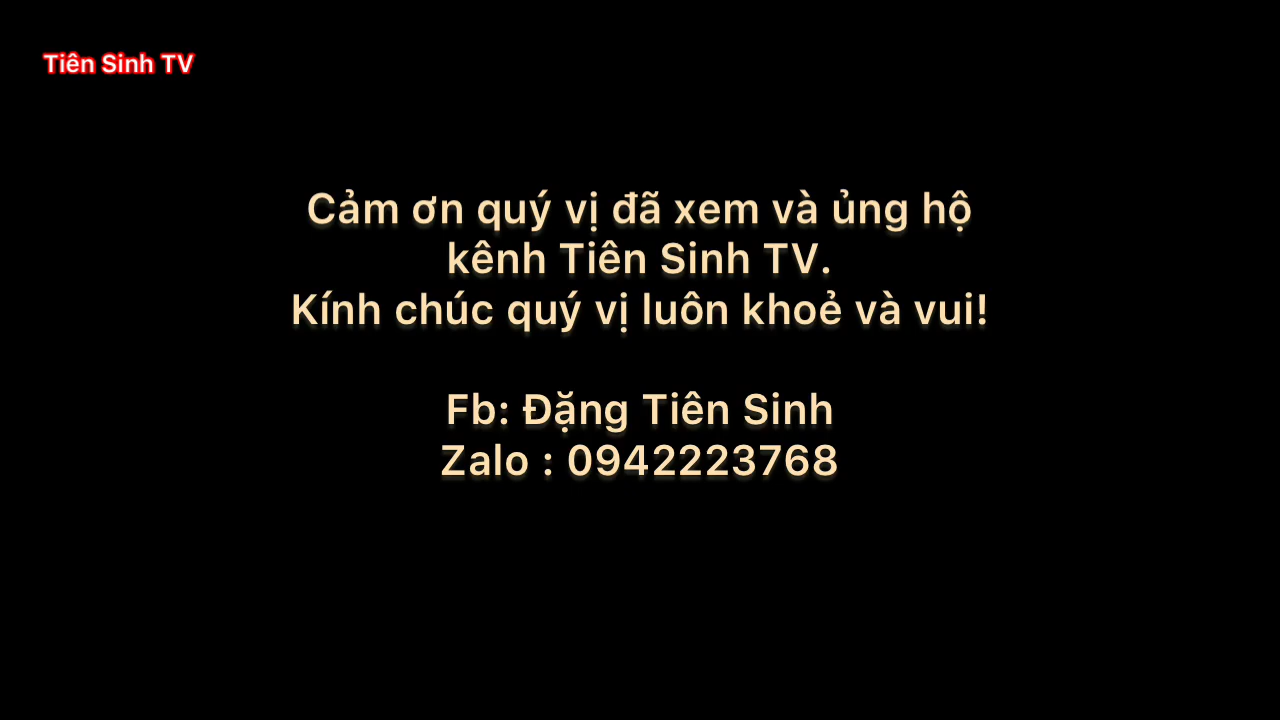 Tiên Sinh TV
Cảm ơn quý vị đã xem và ủng hộ
kênh Tiên Sinh TV.
Kính chúc quý vị luôn khoẻ và vui!
Fb: Đặng Tiên Sinh
Zalo : 0942223768